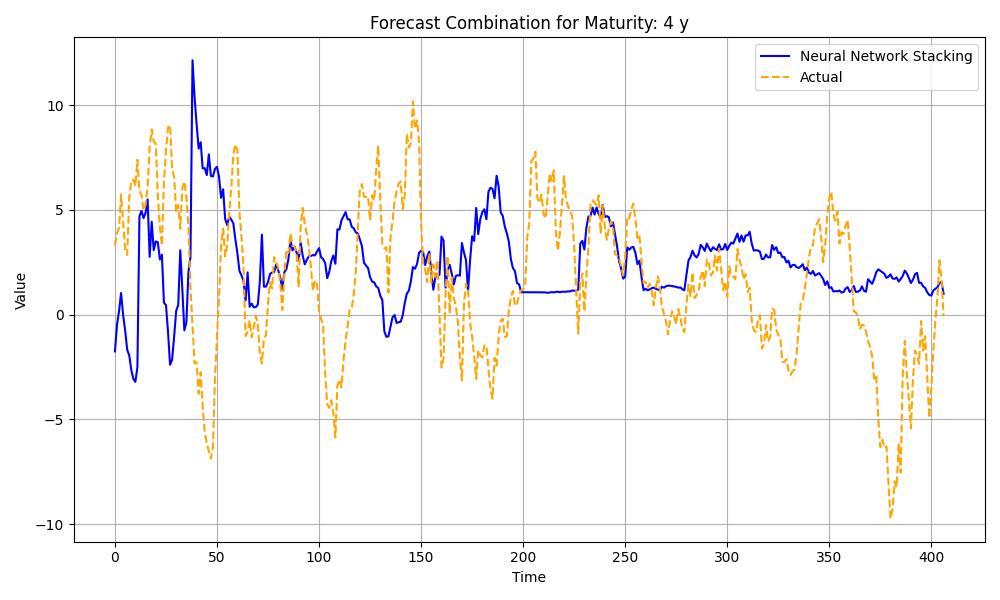 Forecast Combination for Maturity: 4 y
Neural Network Stacking
Actual
Value
10
5
0
−5
−10
0 50 100 150 200 250 300 350 400
Time